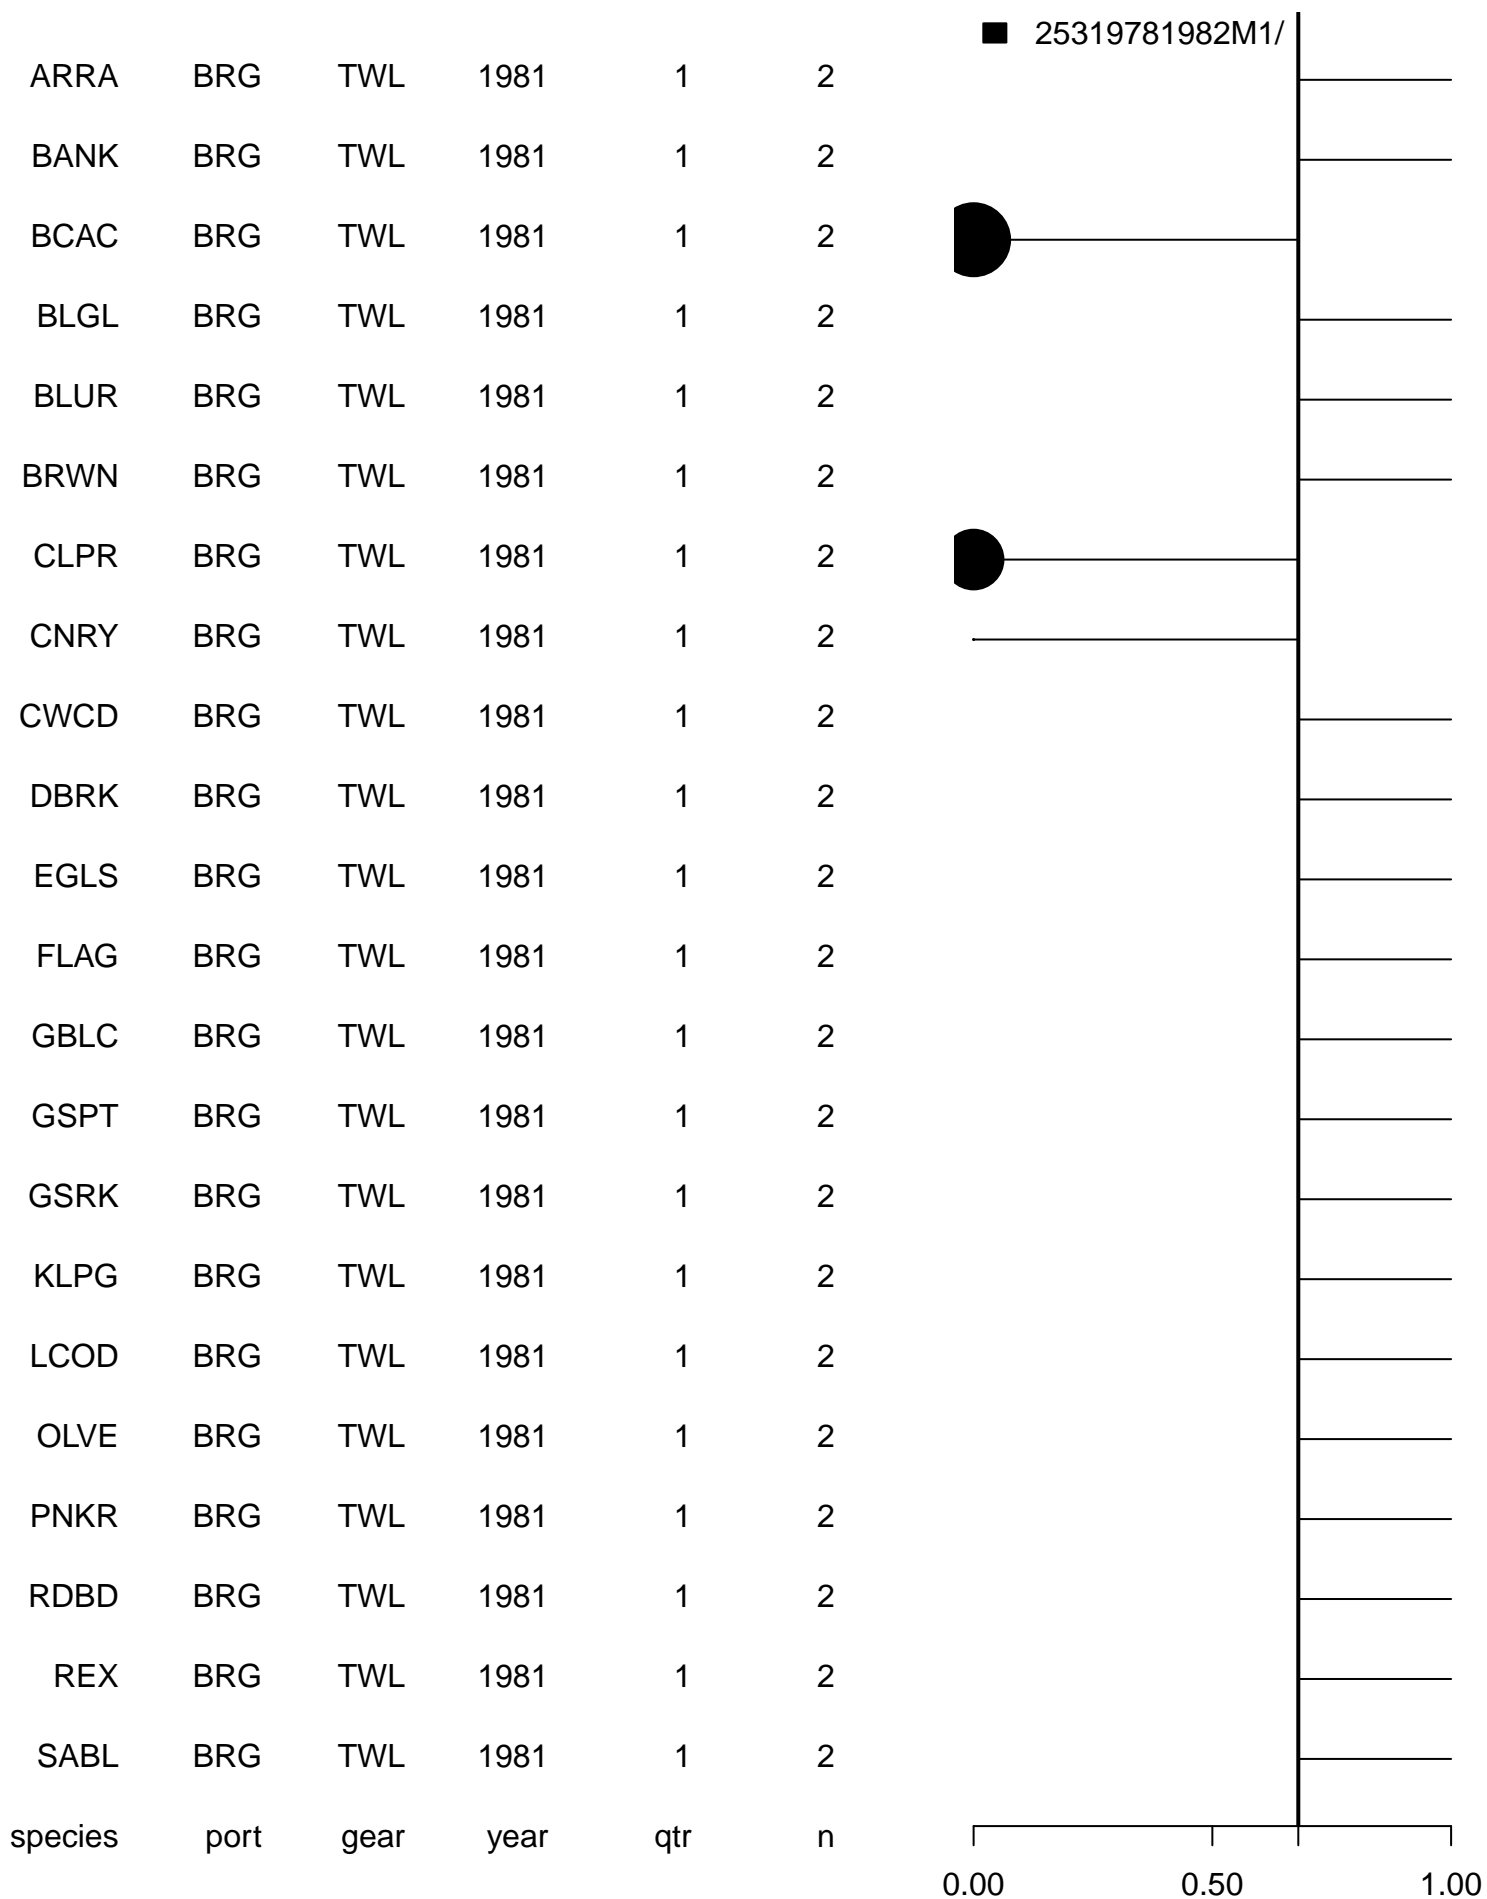 25319781982M1/
ARRA BRG TWL 1981 1 2
BANK BRG TWL 1981 1 2
BCAC BRG TWL 1981 1 2
BLGL BRG TWL 1981 1 2
BLUR BRG TWL 1981 1 2
BRWN BRG TWL 1981 1 2
CLPR BRG TWL 1981 1 2
CNRY BRG TWL 1981 1 2
CWCD BRG TWL 1981 1 2
DBRK BRG TWL 1981 1 2
EGLS BRG TWL 1981 1 2
FLAG BRG TWL 1981 1 2
GBLC BRG TWL 1981 1 2
GSPT BRG TWL 1981 1 2
GSRK BRG TWL 1981 1 2
KLPG BRG TWL 1981 1 2
LCOD BRG TWL 1981 1 2
OLVE BRG TWL 1981 1 2
PNKR BRG TWL 1981 1 2
RDBD BRG TWL 1981 1 2
REX BRG TWL 1981 1 2
SABL BRG TWL 1981 1 2
species port gear year qtr n
0.00 0.50 1.00